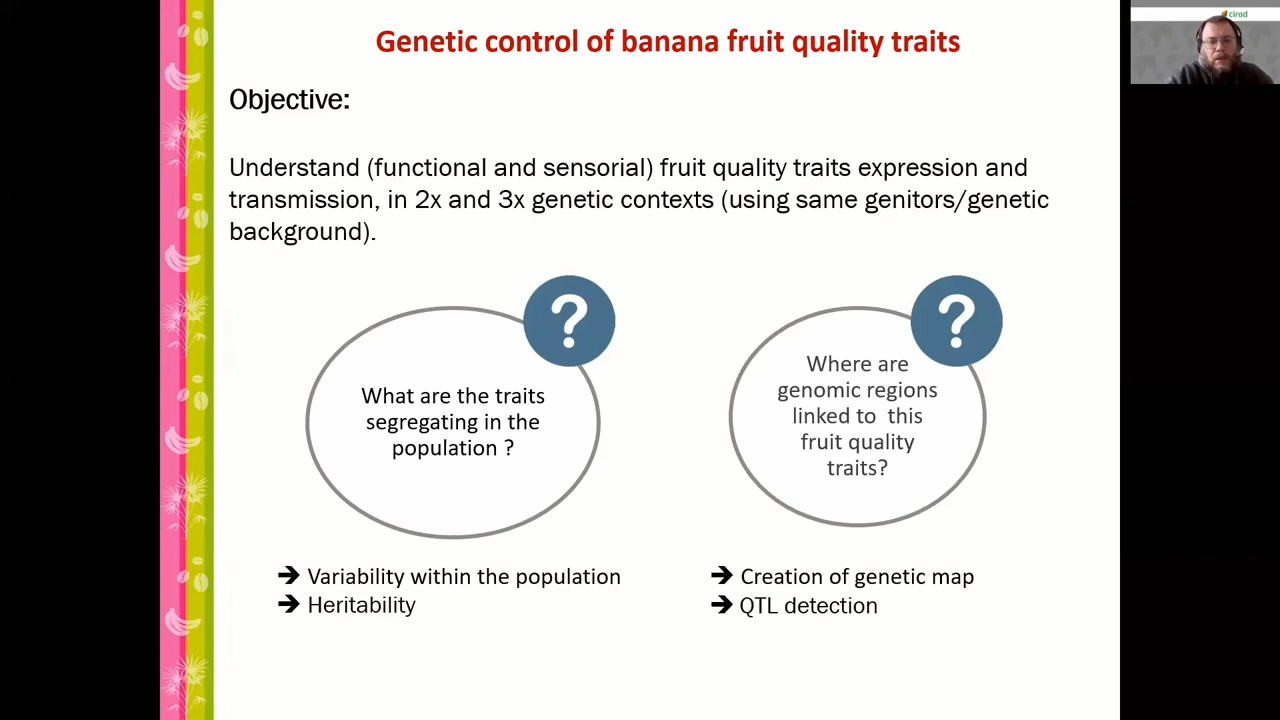 cirad
Genetic control of banana fruit quality traits
Objective:
Understand (functional and sensorial) fruit quality traits expression and
transmission, in 2x and 3x genetic contexts (using same genitors/genetic
background).
?
What are the traits
segregating in the
population ?
?
Where are
genomic regions
linked to this
fruit quality
traits?
➔ Variability within the population
➔ Heritability
➔ Creation of genetic map
➔ QTL detection